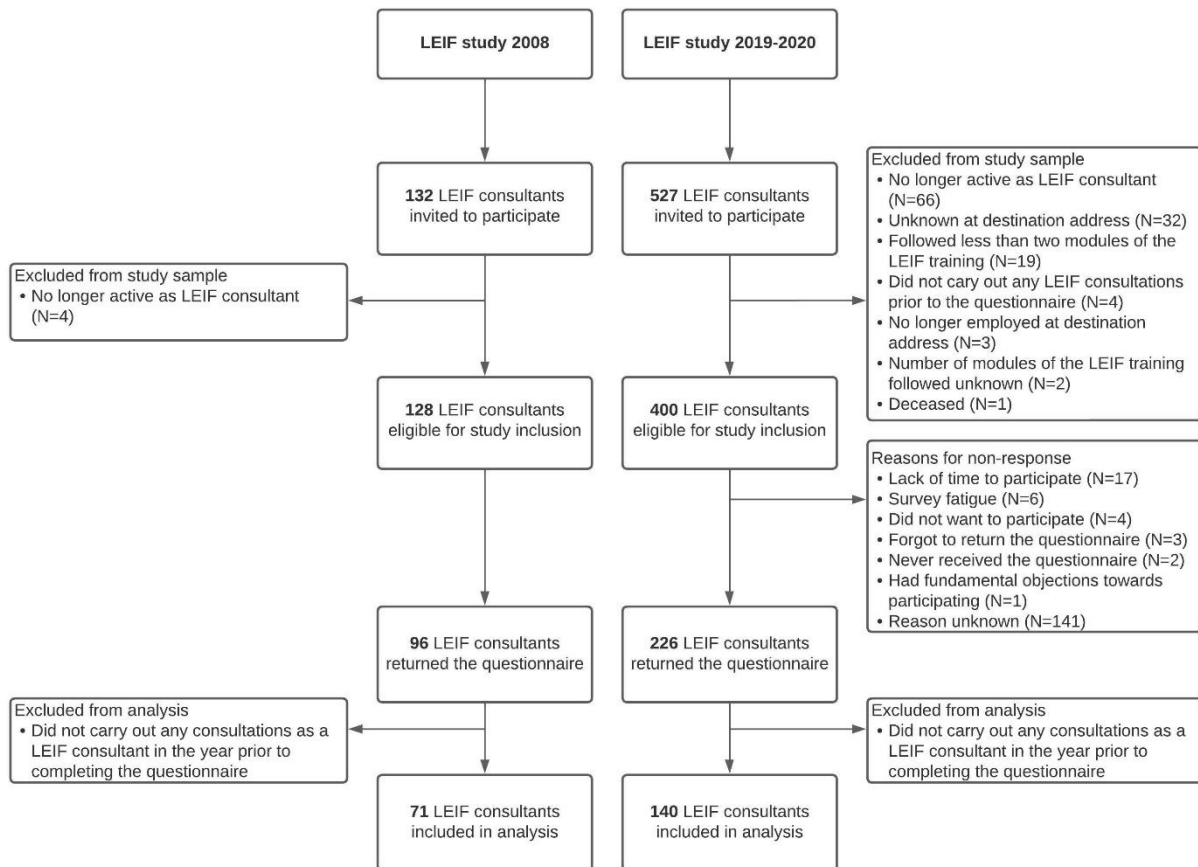 LEIF study 2008
LEIF study 2019-2020
132 LEIF consultants
invited to participate
527 LEIF consultants
invited to participate
Excluded from study sample
• No longer active as LEIF consultant
(N=66)
• Unknown at destination address (N=32)
• Followed less than two modules of the
LEIF training (N=19)
• Did not carry out any LEIF consultations
prior to the questionnaire (N=4)
• No longer employed at destination
address (N=3)
• Number of modules of the LEIF training
followed unknown (N=2)
• Deceased (N=1)
Excluded from study sample
• No longer active as LEIF consultant
(N=4)
128 LEIF consultants
eligible for study inclusion
400 LEIF consultants
eligible for study inclusion
Reasons for non-response
• Lack of time to participate (N=17)
• Survey fatigue (N=6)
• Did not want to participate (N=4)
• Forgot to return the questionnaire (N=3)
• Never received the questionnaire (N=2)
• Had fundamental objections towards
participating (N=1)
• Reason unknown (N=141)
96 LEIF consultants
returned the questionnaire
226 LEIF consultants
returned the questionnaire
Excluded from analysis
• Did not carry out any consultations as a
LEIF consultant in the year prior to
completing the questionnaire
Excluded from analysis
• Did not carry out any consultations as a
LEIF consultant in the year prior to
completing the questionnaire
71 LEIF consultants
included in analysis
140 LEIF consultants
included in analysis